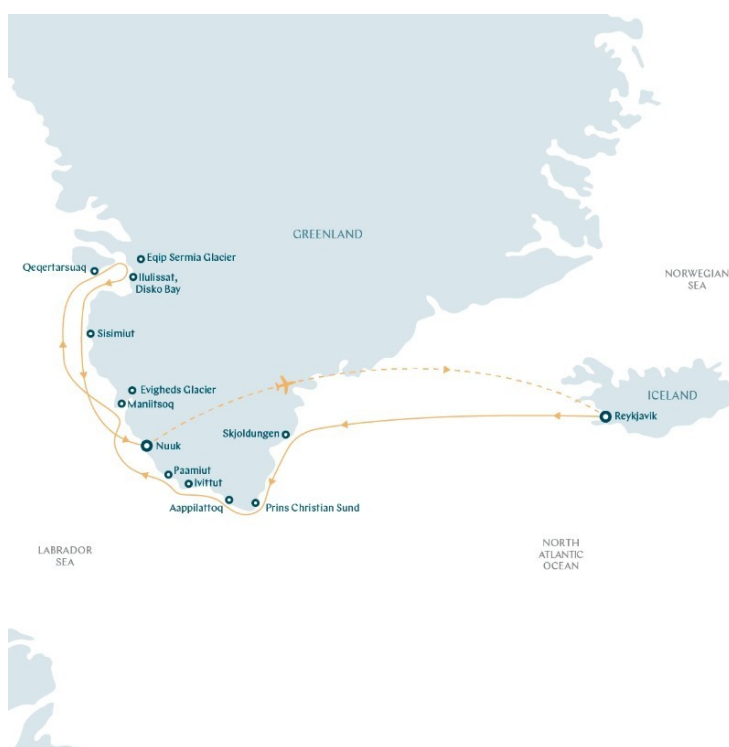 GREENLAND
Eqip Sermia Glacier
Qeqertarsuaq
Ilulissat,
Disko Bay
NORWEGIAN
SEA
Sisimiut
Evigheds Glacier
Maniitsoq
ICELAND
Reykjavik
Skjoldungen
Nuuk
Paamiut
Ivittut
Aappilattoq
Prins Christian Sund
LABRADOR
SEA
NORTH
ATLANTIC
OCEAN